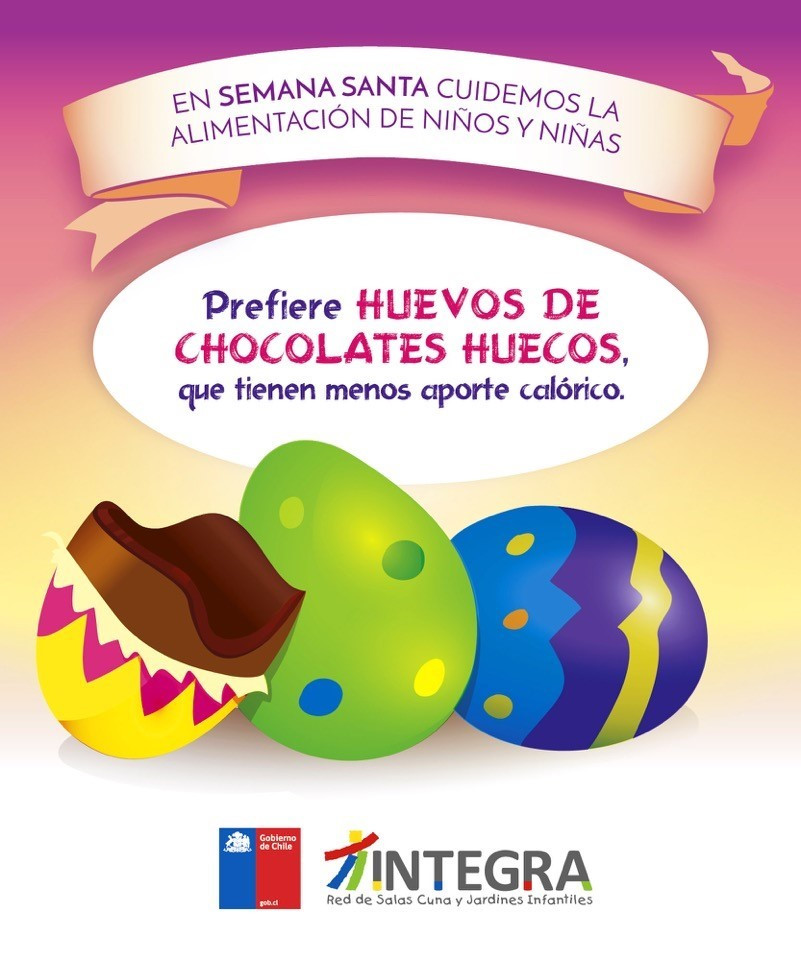 EN SEMANA SANTA CUIDEMOS LA
ALIMENTACIÓN DE NIÑOS Y NIÑAS
Prefiere HUEVOS DE
CHOCOLATES HUECOS,
que tienen menos aporte calórico.
Gobierno
de Chile
gob.cl
INTEGRA
Red de Salas Cuna y Jardines Infantiles